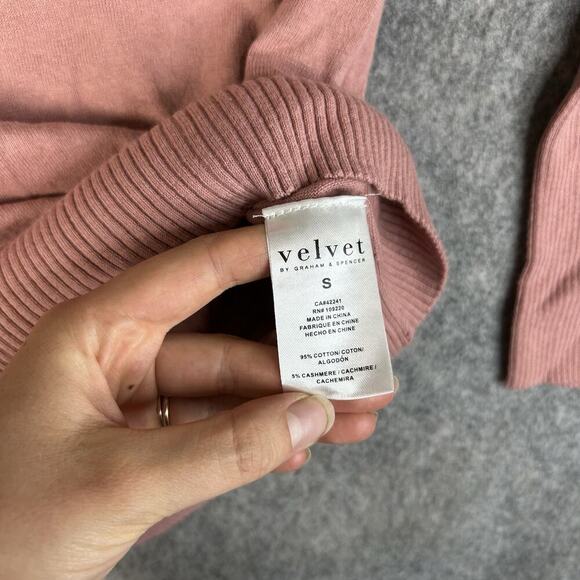 velvet
BY GRAHAM & SPENCER
S
CA#42241
RN# 109220
MADE IN CHINA
FABRIQUE EN CHINE
HECHO EN CHINE
95% COTTON/COTON/
ALGODÓN
5% CASHMERE/CACHMIRE/
CACHEMIRA